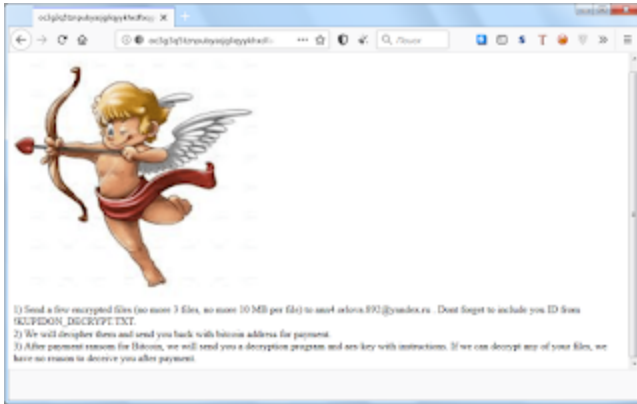 Поиск
1) Send a few encrypted files (no more 3 files, no more 10 MB per file) to
Dont forget to include you ID from
!KUPIDON_DECRYPT.TXT.
2) We will decipher them and send you back with bitcoin address for payment.
3) After payment ransom for Bitcoin, we will send you a decryption program and aes key with instructions. If we can decrypt any of your files, we
have no reason to deceive you after payment.